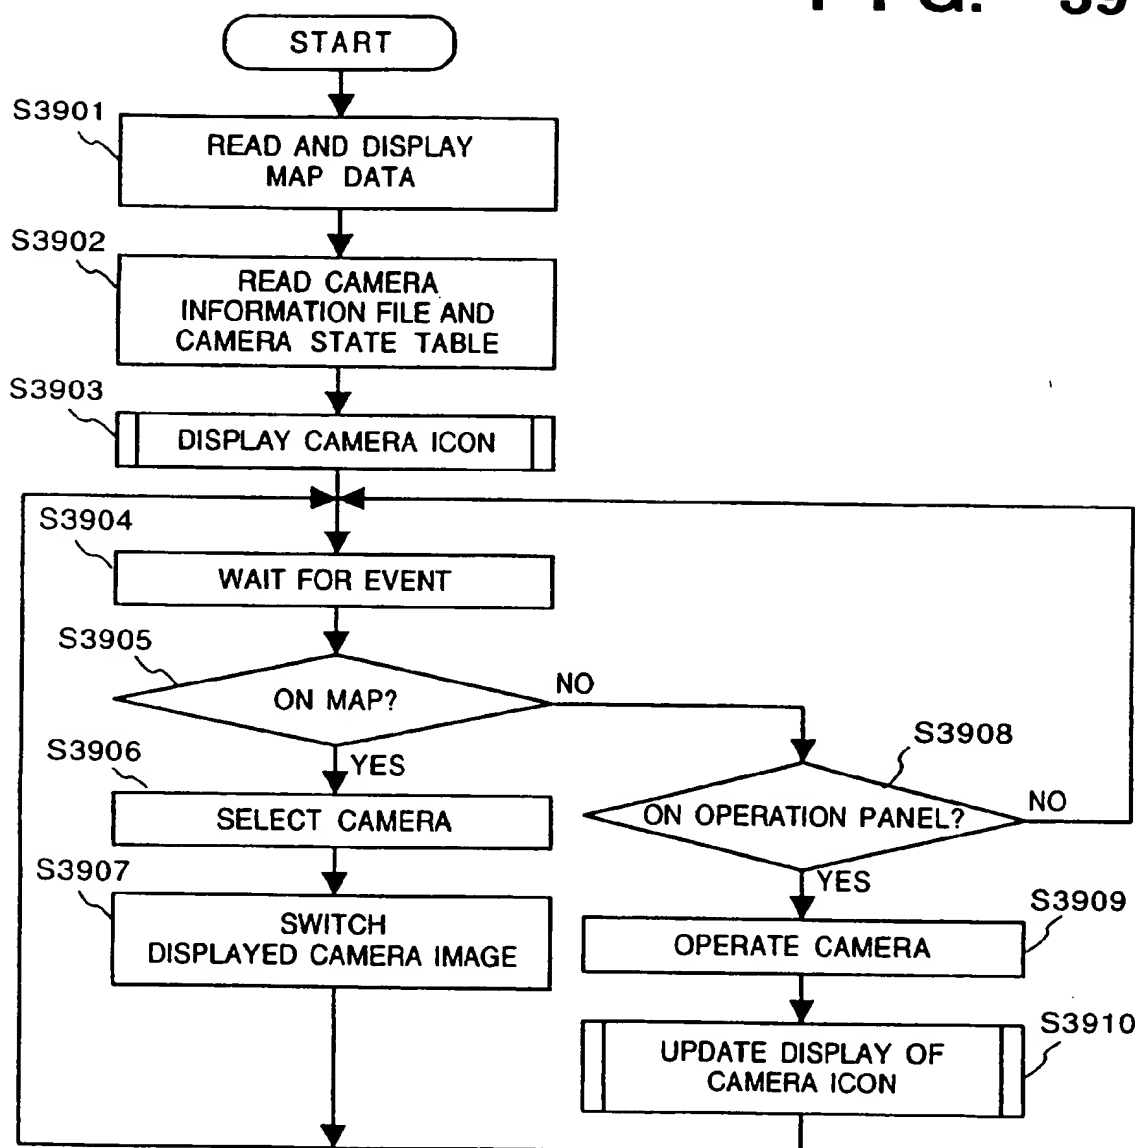 FIG. 39
START
S3901
READ AND DISPLAY
MAP DATA
S3902
READ CAMERA
INFORMATION FILE AND
CAMERA STATE TABLE
S3903
DISPLAY CAMERA ICON
S3904
WAIT FOR EVENT
S3905
ON MAP?
NO
YES
S3906
SELECT CAMERA
S3907
SWITCH
DISPLAYED CAMERA IMAGE
S3908
ON OPERATION PANEL?
NO
YES
S3909
OPERATE CAMERA
S3910
UPDATE DISPLAY OF
CAMERA ICON